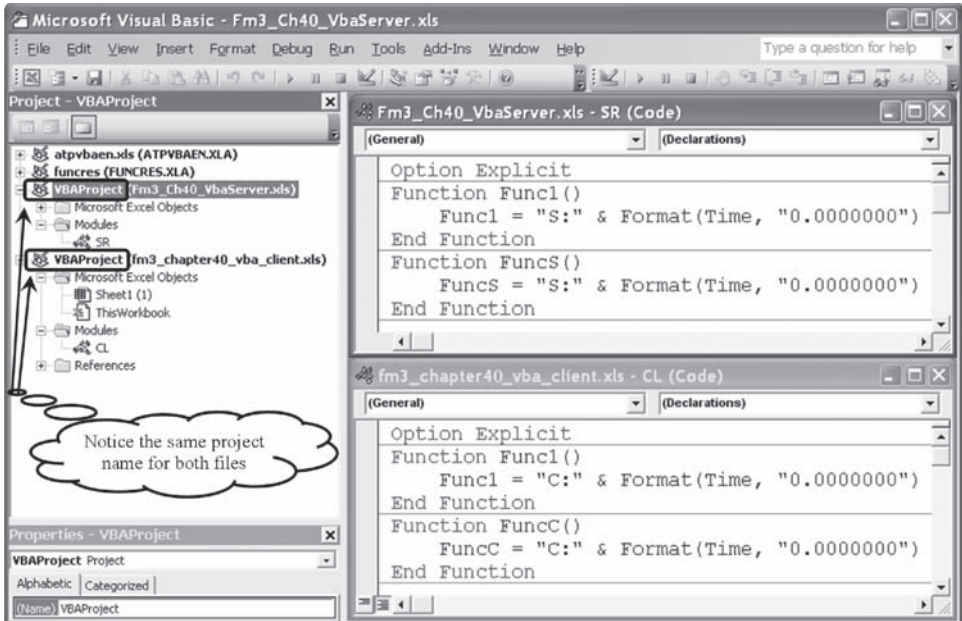 Microsoft Visual Basic - Fm3_Ch40_VbaServer.xls
File Edit View Insert Format Debug Run Tools Add-Ins Window Help
Type a question for help
Project - VBAProject
atpvbaen.xls (ATPVBAEN.XLA)
funcres (FUNCRES.XLA)
VBAProject (Fm3_Ch40_VbaServer.xls)
Microsoft Excel Objects
Modules
SR
VBAProject (fm3_chapter40_vba_client.xls)
Microsoft Excel Objects
Sheet1 (1)
ThisWorkbook
Modules
CL
References
Notice the same project
name for both files
Properties - VBAProject
VBAProject Project
Alphabetic Categorized
(Name) VBAProject
Fm3_Ch40_VbaServer.xls - SR (Code)
(General) (Declarations)
Option Explicit
Function Func1()
Func1 = "S:" & Format(Time, "0.0000000")
End Function
Function FuncS()
FuncS = "S:" & Format(Time, "0.0000000")
End Function
fm3_chapter40_vba_client.xls - CL (Code)
(General) (Declarations)
Option Explicit
Function Func1()
Func1 = "C:" & Format(Time, "0.0000000")
End Function
Function FuncC()
FuncC = "C:" & Format(Time, "0.0000000")
End Function